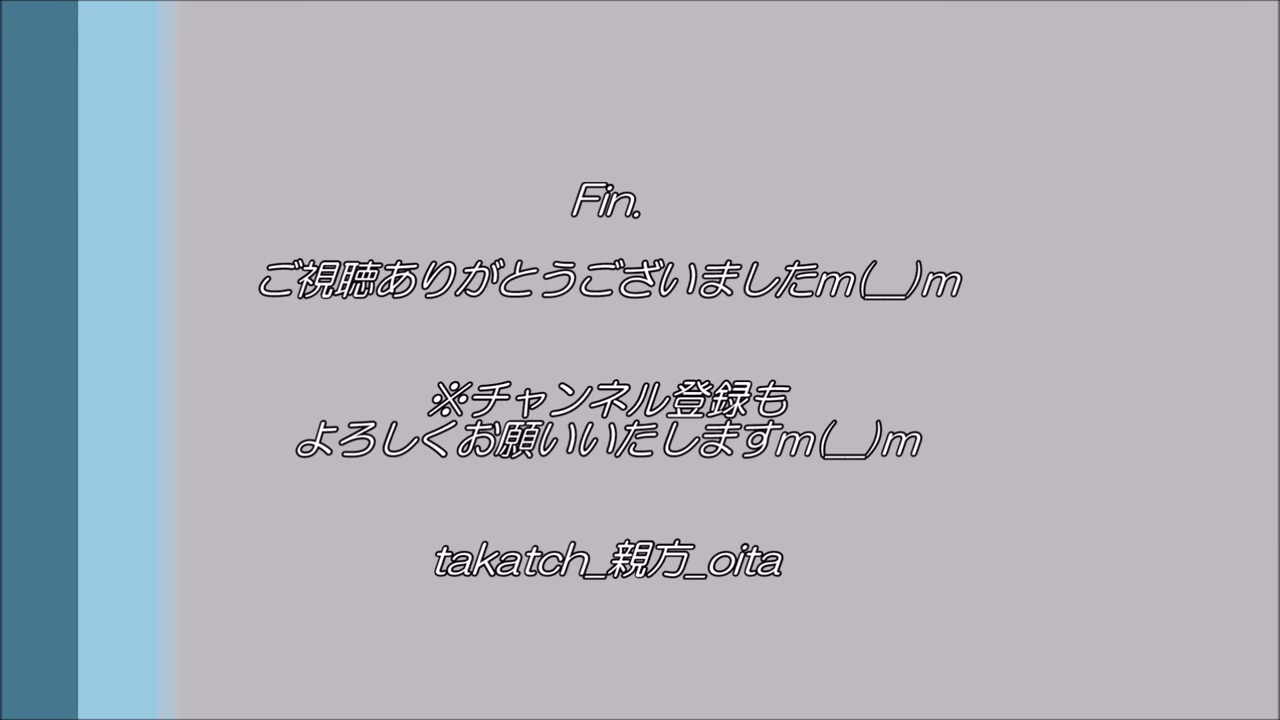 Fin.
ご視聴ありがとうございましたm(__)m
※チャンネル登録も
よろしくお願いいたしますm(__)m
takatch_親方_oita